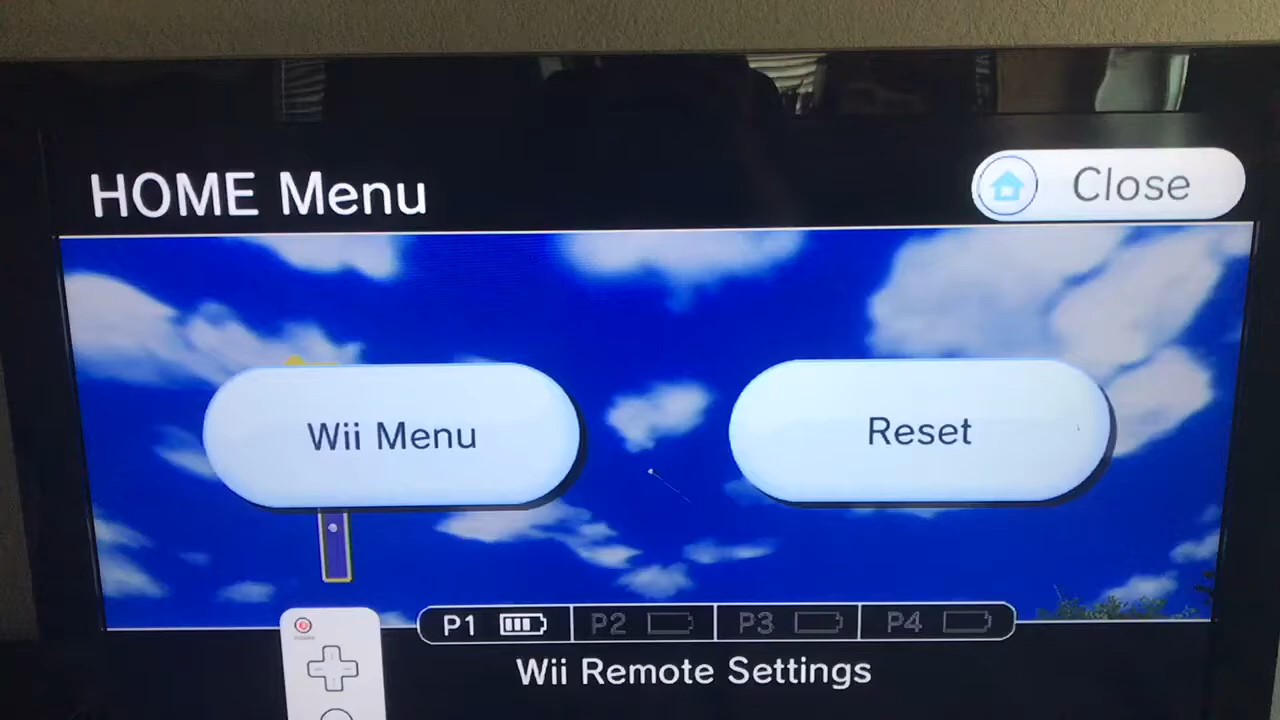 HOME Menu
Close
Wii Menu
Reset
P1 P2 P3 P4
Wii Remote Settings